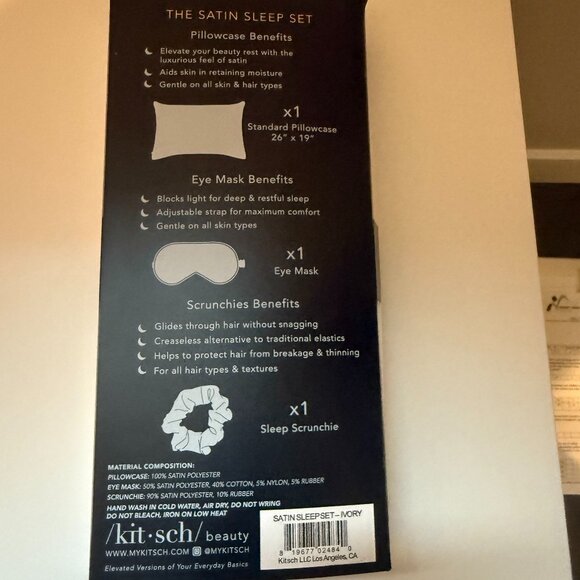 THE SATIN SLEEP SET
Pillowcase Benefits
Elevate your beauty rest with the
luxurious feel of satin
Aids skin in retaining moisture
Gentle on all skin & hair types
x1
Standard Pillowcase
26" x 19"
Eye Mask Benefits
Blocks light for deep & restful sleep
Adjustable strap for maximum comfort
Gentle on all skin types
x1
Eye Mask
Scrunchies Benefits
Glides through hair without snagging
Creaseless alternative to traditional elastics
Helps to protect hair from breakage & thinning
For all hair types & textures
x1
Sleep Scrunchie
MATERIAL COMPOSITION:
PILLOWCASE: 100% SATIN POLYESTER
EYE MASK: 50% SATIN POLYESTER, 40% COTTON, 5% NYLON, 5% RUBBER
SCRUNCHIE: 90% SATIN POLYESTER, 10% RUBBER
HAND WASH IN COLD WATER, AIR DRY, DO NOT WRING
DO NOT BLEACH, IRON ON LOW HEAT
/kit·sch/ beauty
WWW.MYKITSCH.COM @MYKITSCH
Elevated Versions of Your Everyday Basics
SATIN SLEEP SET – IVORY
8 19677 02484 9
Kitsch LLC Los Angeles, CA